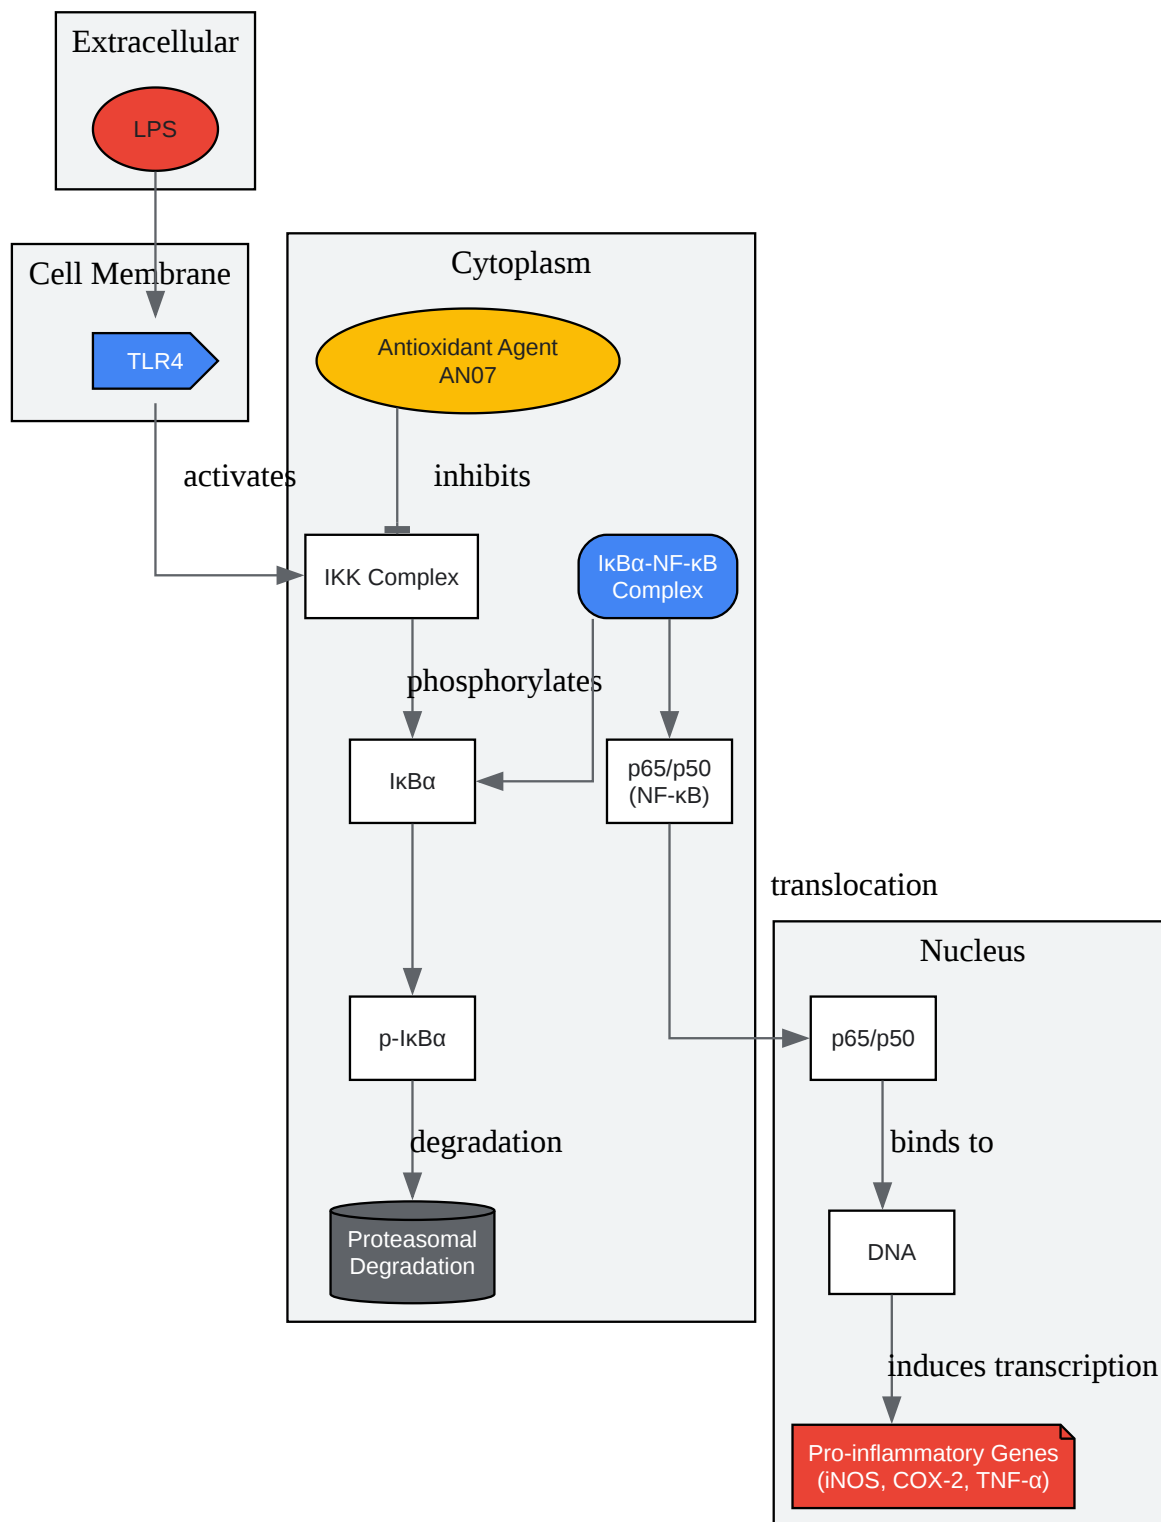 Extracellular
LPS
Cell Membrane
TLR4
activates
Cytoplasm
Antioxidant Agent
AN07
inhibits
IKK Complex
IκBα-NF-κB
Complex
phosphorylates
IκBα
p65/p50
(NF-κB)
translocation
p-IκBα
degradation
Proteasomal
Degradation
Nucleus
p65/p50
binds to
DNA
induces transcription
Pro-inflammatory Genes
(iNOS, COX-2, TNF-α)